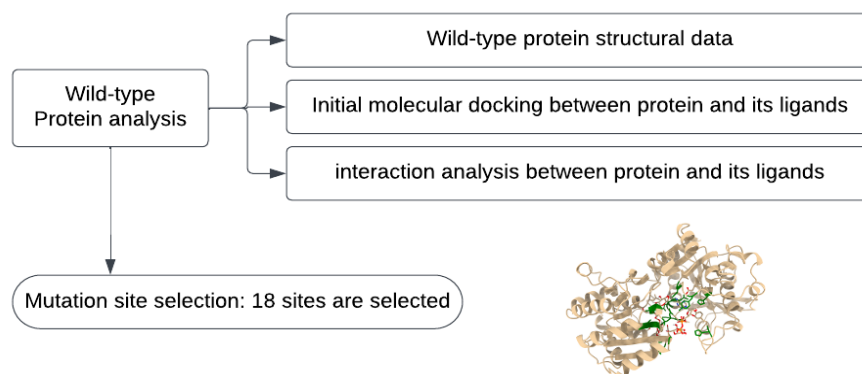 Wild-type protein structural data
Wild-type
Protein analysis
Initial molecular docking between protein and its ligands
interaction analysis between protein and its ligands
Mutation site selection: 18 sites are selected